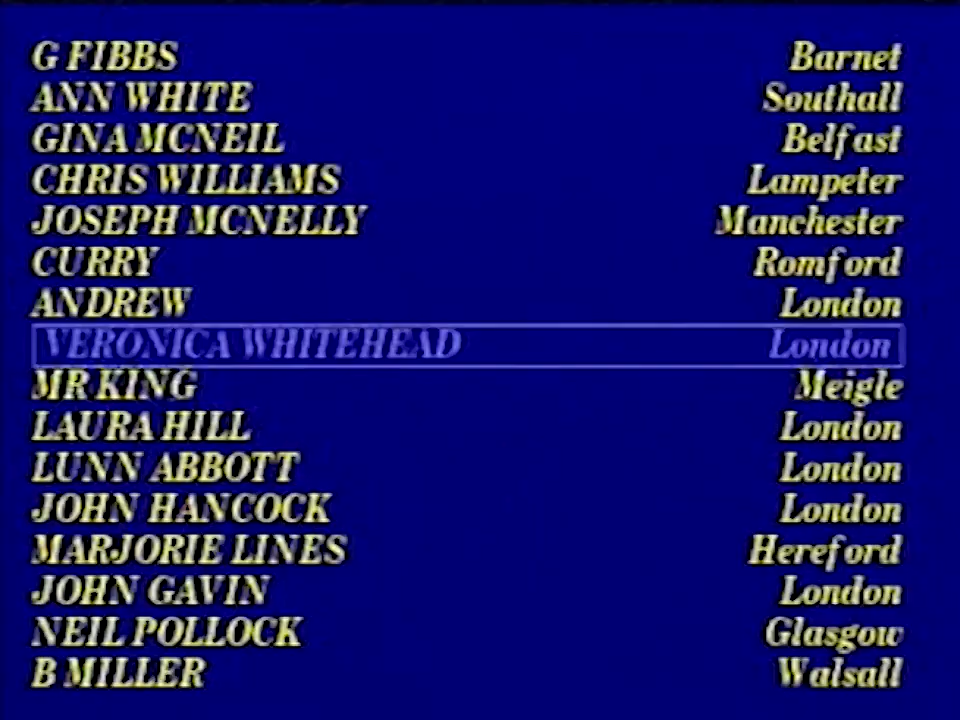 G FIBBS Barnet
ANN WHITE Southall
GINA MCNEIL Belfast
CHRIS WILLIAMS Lampeter
JOSEPH MCNELLY Manchester
CURRY Romford
ANDREW London
VERONICA WHITEHEAD London
MR KING Meigle
LAURA HILL London
LUNN ABBOTT London
JOHN HANCOCK London
MARJORIE LINES Hereford
JOHN GAVIN London
NEIL POLLOCK Glasgow
B MILLER Walsall